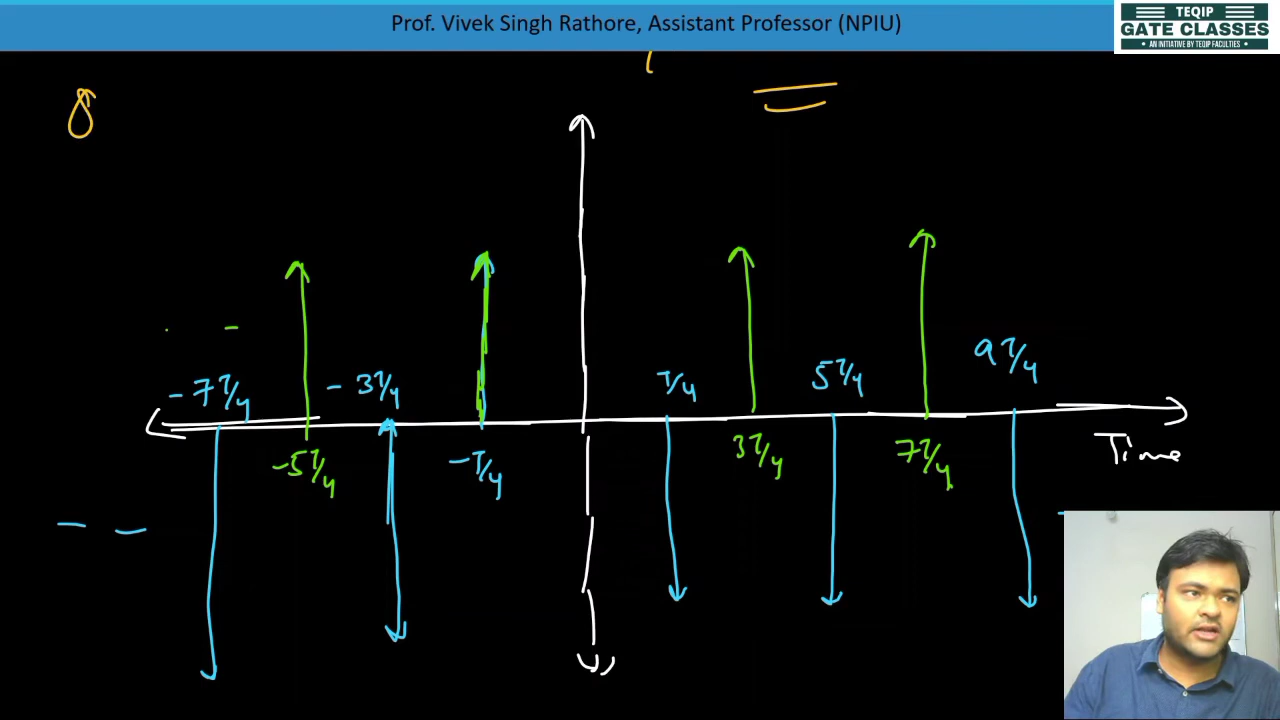 Prof. Vivek Singh Rathore, Assistant Professor (NPIU)
TEQIP
GATE CLASSES
• AN INITIATIVE BY TEQIP FACULTIES •
- 7T/4
- 3T/4
T/4
5T/4
9T/4
-5T/4
-T/4
3T/4
7T/4
Time